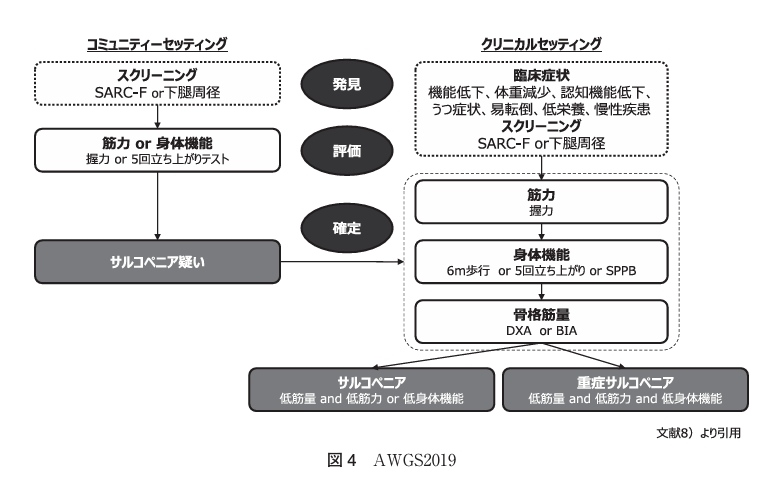 コミュニティーセッティング
スクリーニング
SARC-F or下腿周径
筋力 or 身体機能
握力 or 5回立ち上がりテスト
サルコペニア疑い
発見
評価
確定
クリニカルセッティング
臨床症状
機能低下、体重減少、認知機能低下、
うつ症状、易転倒、低栄養、慢性疾患
スクリーニング
SARC-F or下腿周径
筋力
握力
身体機能
6m歩行 or 5回立ち上がり or SPPB
骨格筋量
DXA or BIA
サルコペニア
低筋量 and 低筋力 or 低身体機能
重症サルコペニア
低筋量 and 低筋力 and 低身体機能
文献8）より引用
図4 AWGS2019